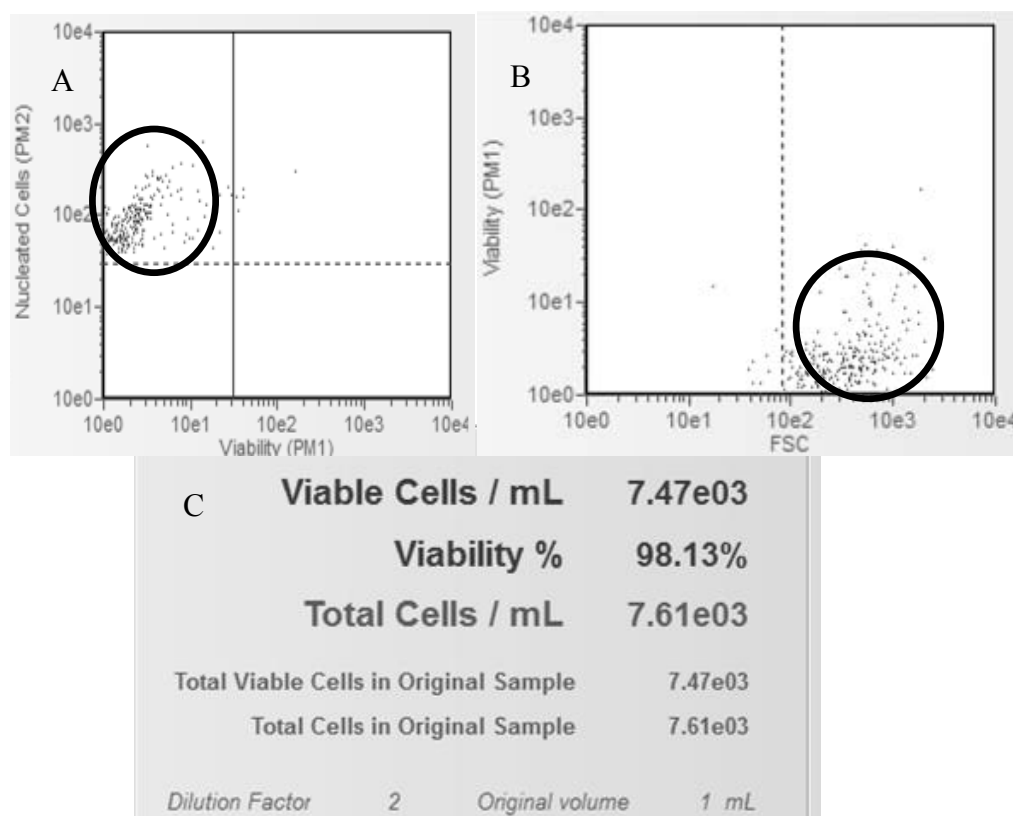 A
10e4
10e3
10e2
10e1
10e0
Nucleated Cells (PM2)
10e0 10e1 10e2 10e3 10e4
Viability (PM1)
B
10e4
10e3
10e2
10e1
10e0
Viability (PM1)
10e0 10e1 10e2 10e3 10e4
FSC
C
Viable Cells / mL 7.47e03
Viability % 98.13%
Total Cells / mL 7.61e03
Total Viable Cells in Original Sample 7.47e03
Total Cells in Original Sample 7.61e03
Dilution Factor 2 Original volume 1 mL